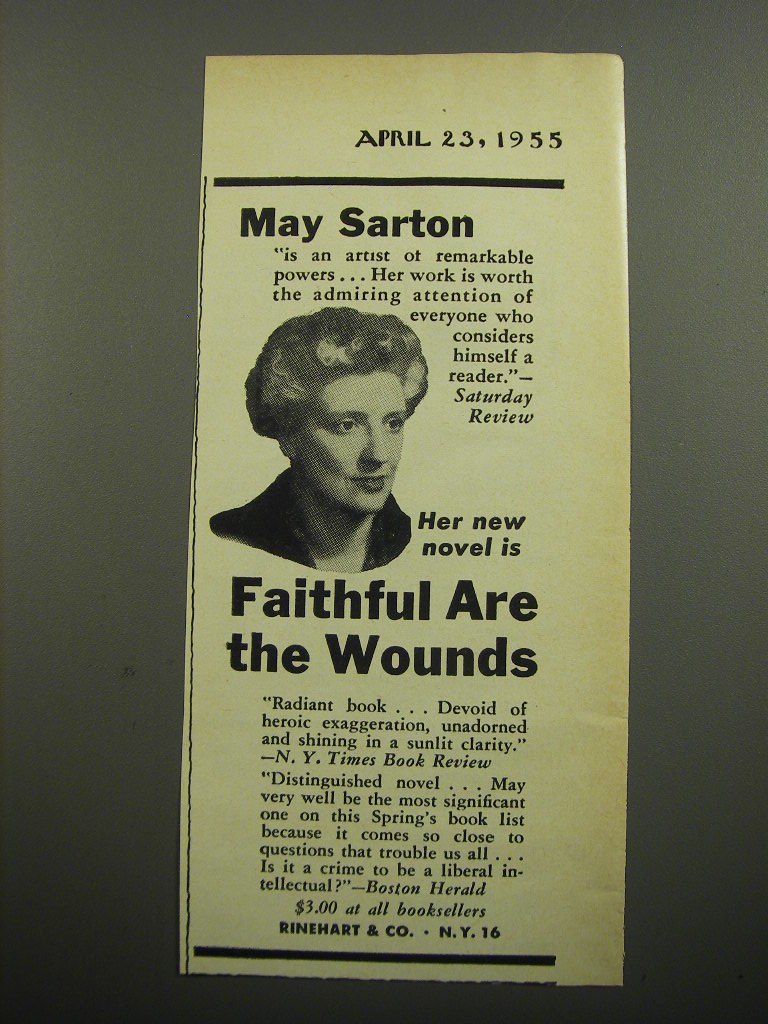 APRIL 23, 1955
May Sarton
"is an artist of remarkable
powers . . . Her work is worth
the admiring attention of
everyone who
considers
himself a
reader."—
Saturday
Review
Her new
novel is
Faithful Are
the Wounds
"Radiant book . . . Devoid of
heroic exaggeration, unadorned
and shining in a sunlit clarity."
—N. Y. Times Book Review
"Distinguished novel . . . May
very well be the most significant
one on this Spring's book list
because it comes so close to
questions that trouble us all . . .
Is it a crime to be a liberal in-
tellectual?"—Boston Herald
$3.00 at all booksellers
RINEHART & CO. · N.Y. 16